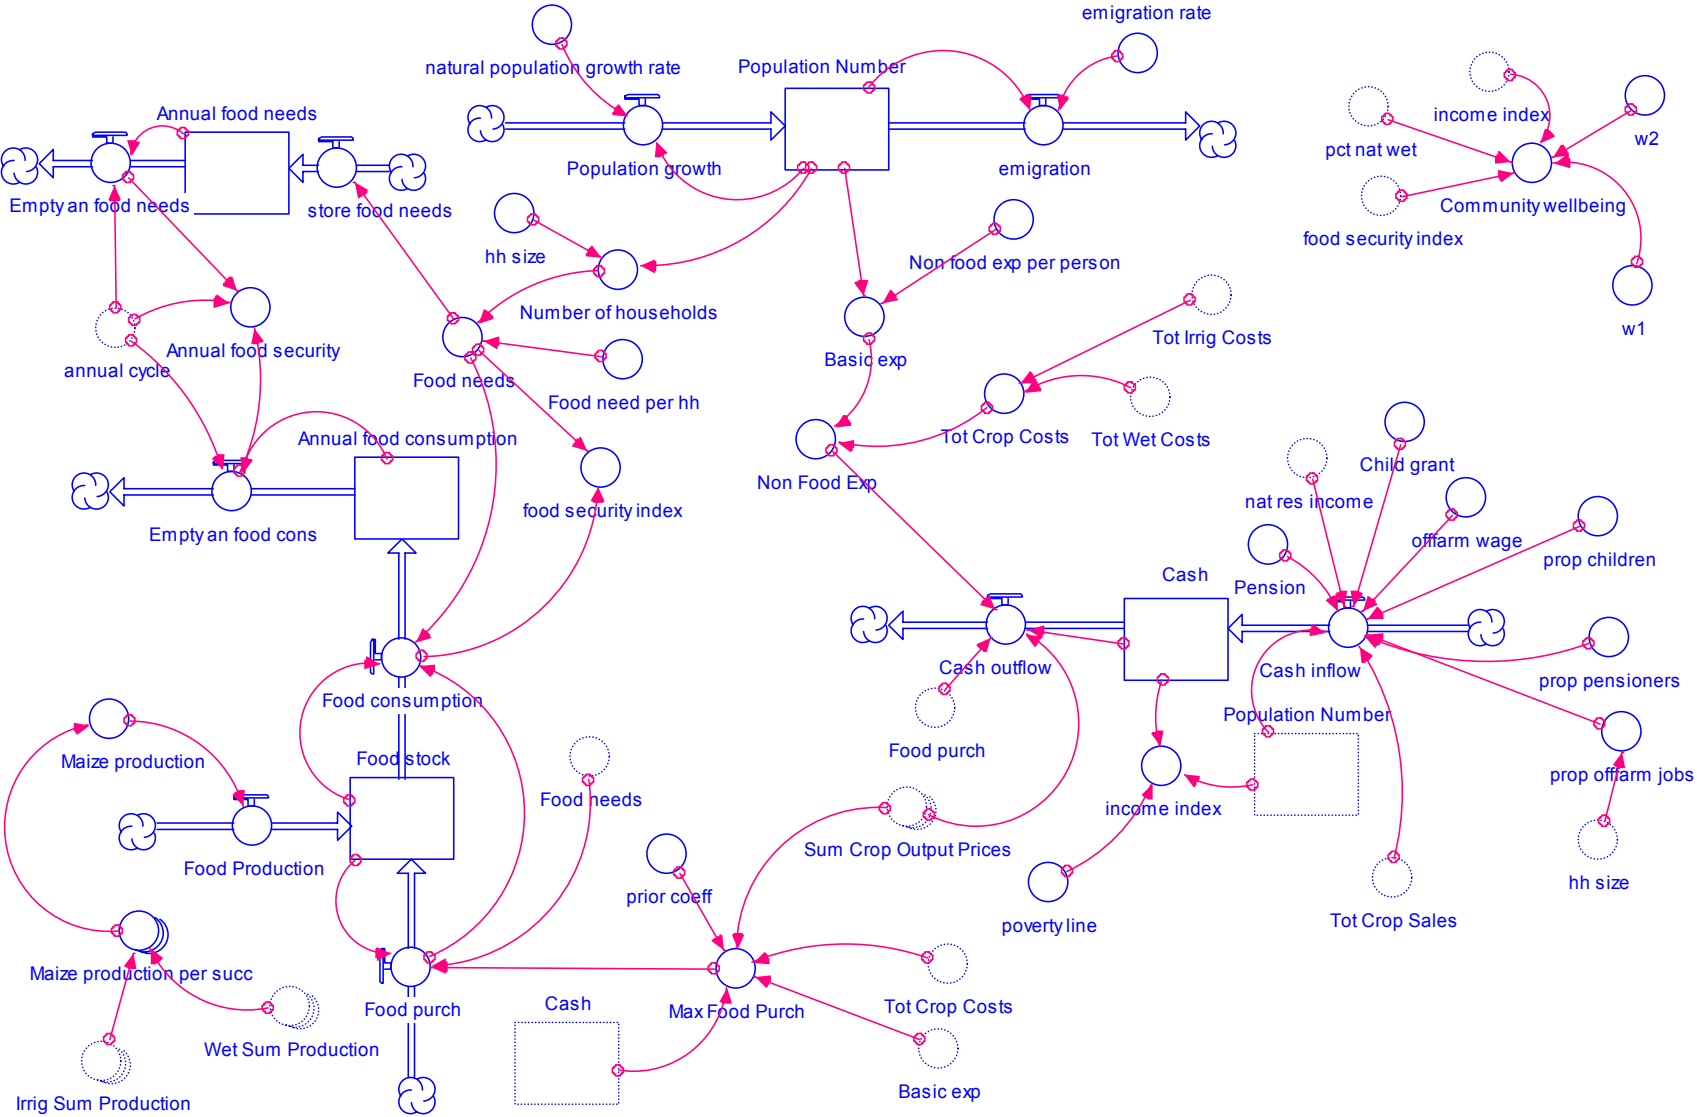 emigration rate
natural population growth rate
Population Number
Annual food needs
income index
w2
pct nat wet
Population growth
emigration
Empty an food needs
store food needs
Community wellbeing
food security index
hh size
Non food exp per person
Number of households
w1
Tot Irrig Costs
Annual food security
Basic exp
annual cycle
Food needs
Food need per hh
Annual food consumption
Tot Crop Costs
Tot Wet Costs
Child grant
Non Food Exp
nat res income
food security index
Empty an food cons
offarm wage
prop children
Cash
Pension
Cash outflow
Cash inflow
prop pensioners
Food consumption
Population Number
Food purch
Maize production
Food stock
prop offarm jobs
Food needs
income index
Sum Crop Output Prices
Food Production
hh size
prior coeff
Tot Crop Sales
poverty line
Maize production per succ
Cash
Tot Crop Costs
Food purch
Max Food Purch
Wet Sum Production
Basic exp
Irrig Sum Production